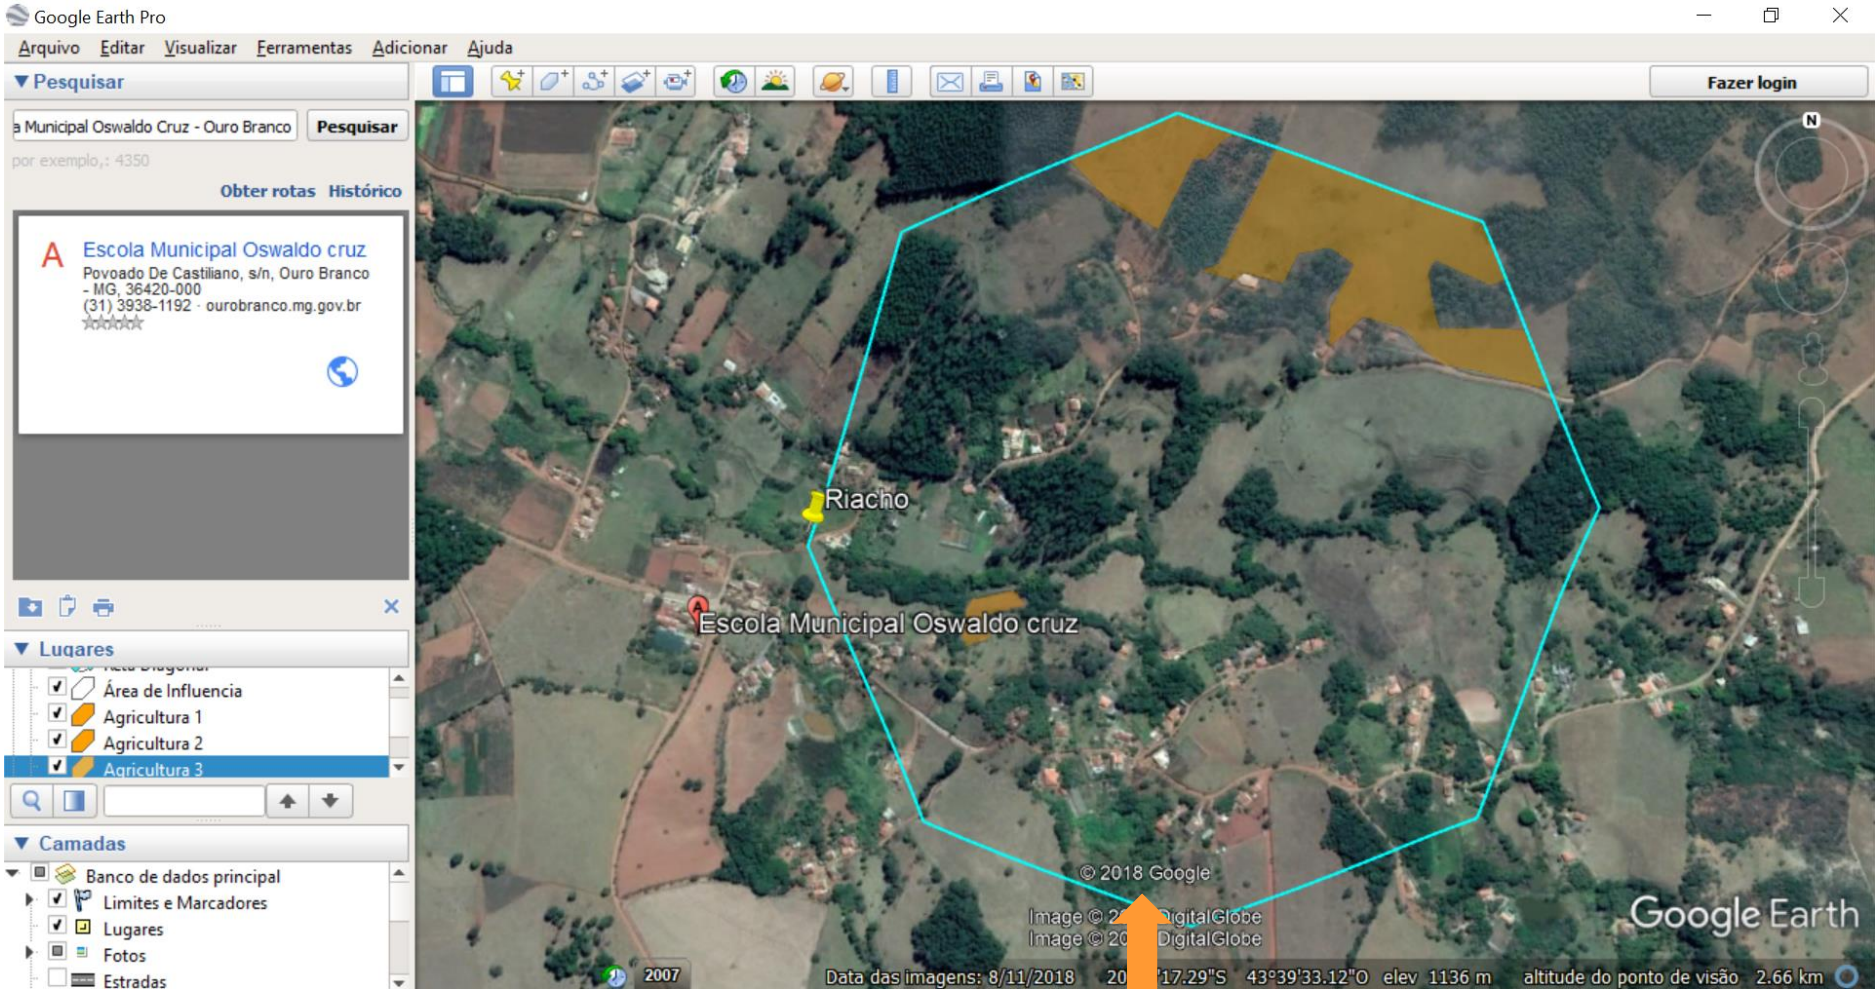 Google Earth Pro
Arquivo Editar Visualizar Ferramentas Adicionar Ajuda
Pesquisar
Fazer login
a Municipal Oswaldo Cruz - Ouro Branco Pesquisar
por exemplo,: 4350
Obter rotas Histórico
A Escola Municipal Oswaldo cruz
Povoado De Castiliano, s/n, Ouro Branco
- MG, 36420-000
(31) 3938-1192 · ourobranco.mg.gov.br
N
Riacho
A
Escola Municipal Oswaldo cruz
Lugares
Área de Influencia
Agricultura 1
Agricultura 2
Agricultura 3
Camadas
Banco de dados principal
Limites e Marcadores
Lugares
Fotos
Estradas
© 2018 Google
Image © DigitalGlobe
Image © DigitalGlobe
Google Earth
2007
Data das imagens: 8/11/2018 17.29"S 43°39'33.12"O elev 1136 m altitude do ponto de visão 2.66 km